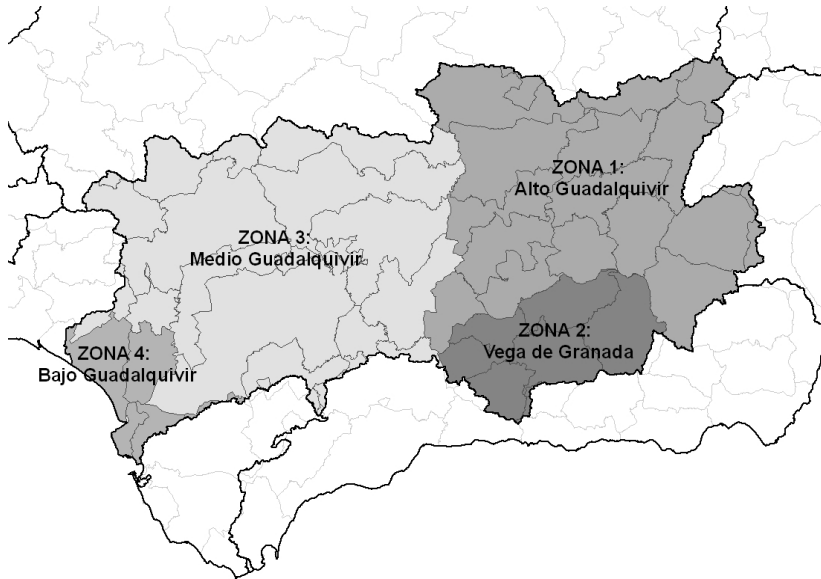 ZONA 1:
Alto Guadalquivir
ZONA 3:
Medio Guadalquivir
ZONA 2:
Vega de Granada
ZONA 4:
Bajo Guadalquivir